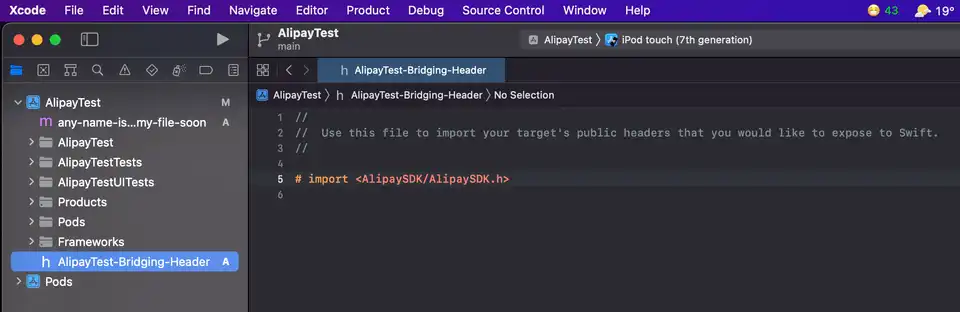 Xcode File Edit View Find Navigate Editor Product Debug Source Control Window Help 43 19°
AlipayTest
main
AlipayTest iPod touch (7th generation)
h AlipayTest-Bridging-Header
AlipayTest h AlipayTest-Bridging-Header No Selection
AlipayTest M
m any-name-is...my-file-soon A
AlipayTest
AlipayTestTests
AlipayTestUITests
Products
Pods
Frameworks
h AlipayTest-Bridging-Header A
Pods
1 //
2 // Use this file to import your target's public headers that you would like to expose to Swift.
3 //
4
5 # import <AlipaySDK/AlipaySDK.h>
6